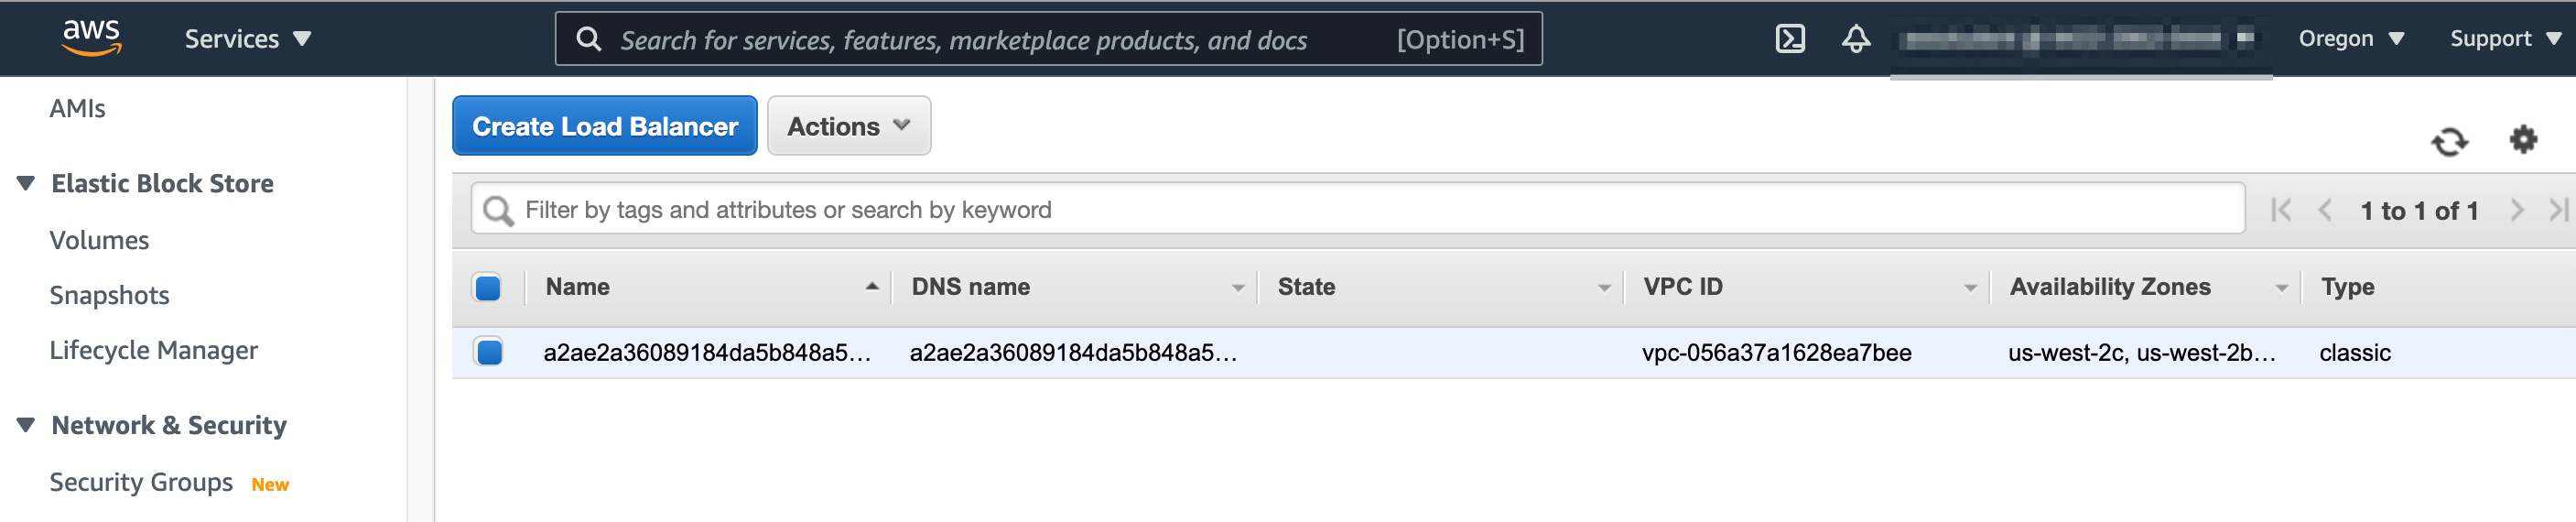 aws Services Search for services, features, marketplace products, and docs [Option+S] Oregon Support
AMIs
Elastic Block Store
Volumes
Snapshots
Lifecycle Manager
Network & Security
Security Groups New
Create Load Balancer Actions
Filter by tags and attributes or search by keyword 1 to 1 of 1
Name DNS name State VPC ID Availability Zones Type
a2ae2a36089184da5b848a5... a2ae2a36089184da5b848a5... vpc-056a37a1628ea7bee us-west-2c, us-west-2b... classic